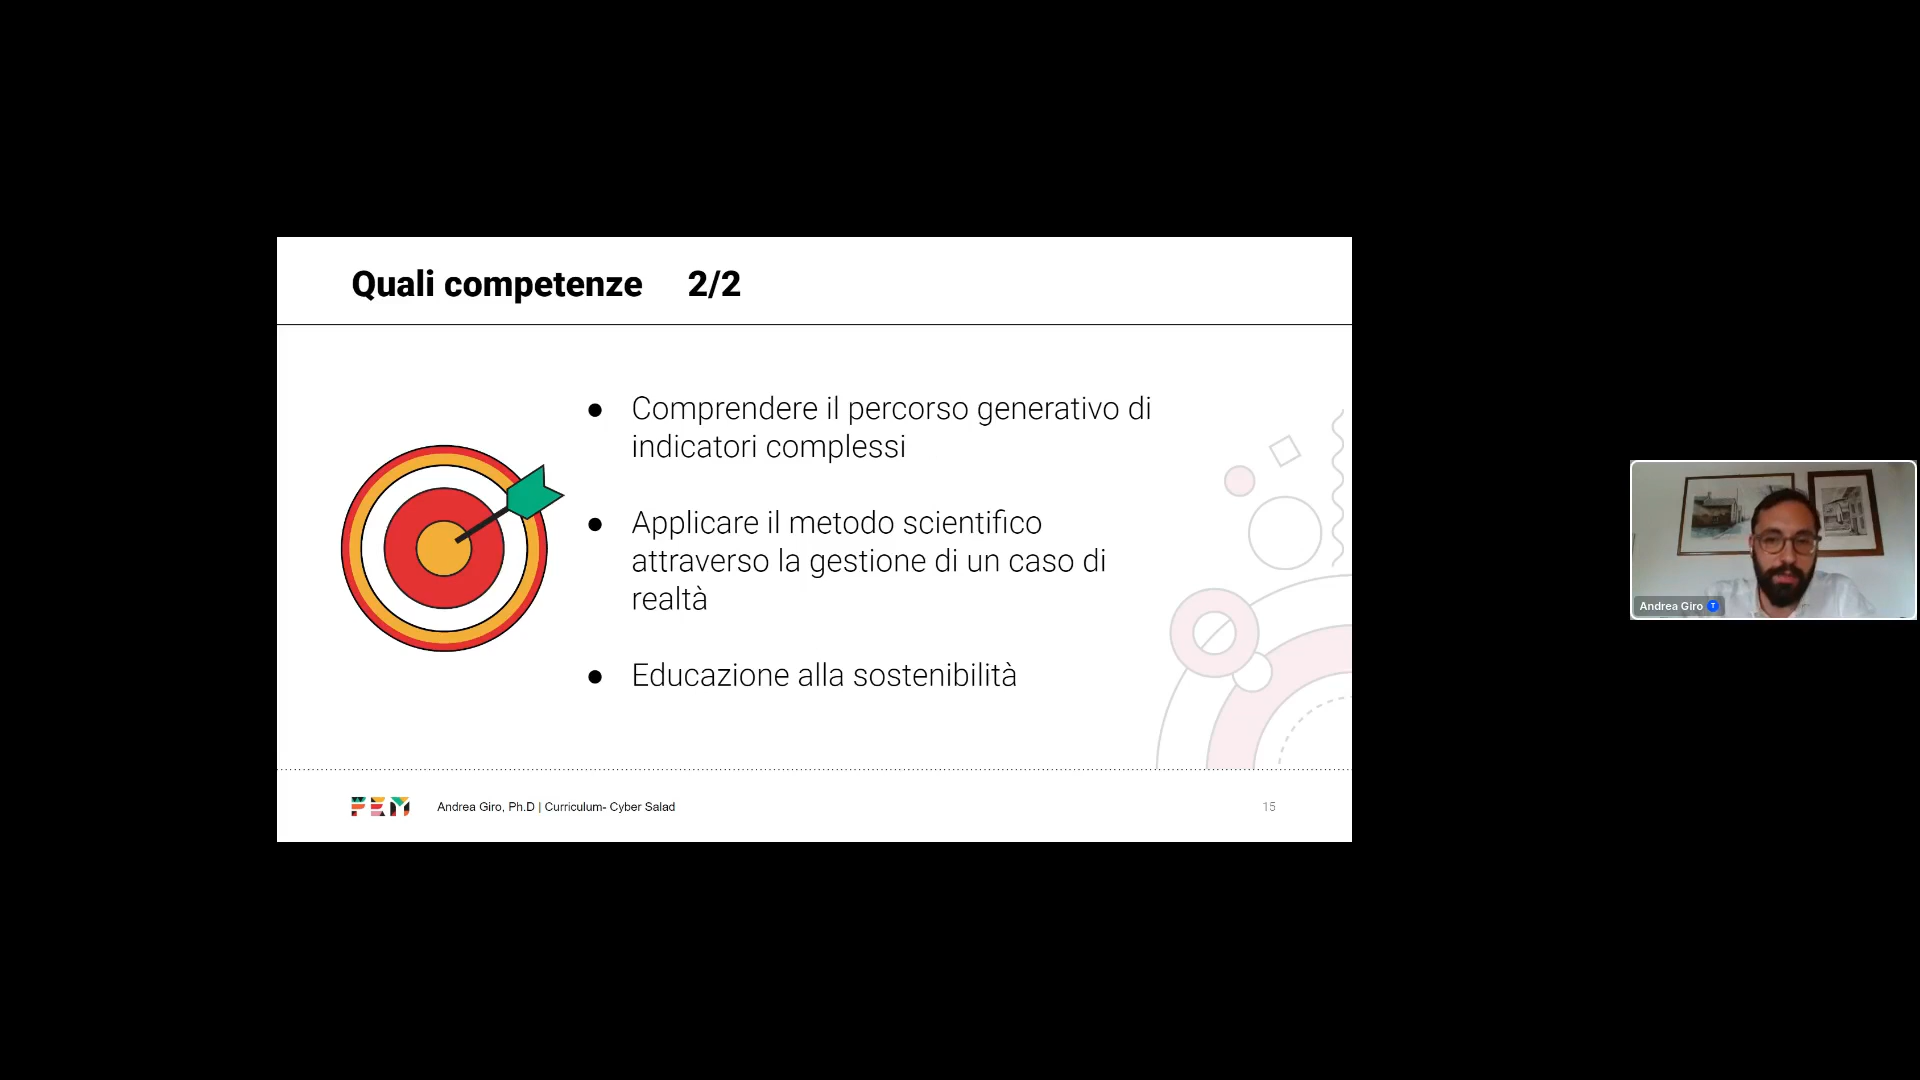 Quali competenze 2/2
● Comprendere il percorso generativo di
indicatori complessi
● Applicare il metodo scientifico
attraverso la gestione di un caso di
realtà
● Educazione alla sostenibilità
FEM
Andrea Giro, Ph.D | Curriculum- Cyber Salad
15
Andrea Giro T